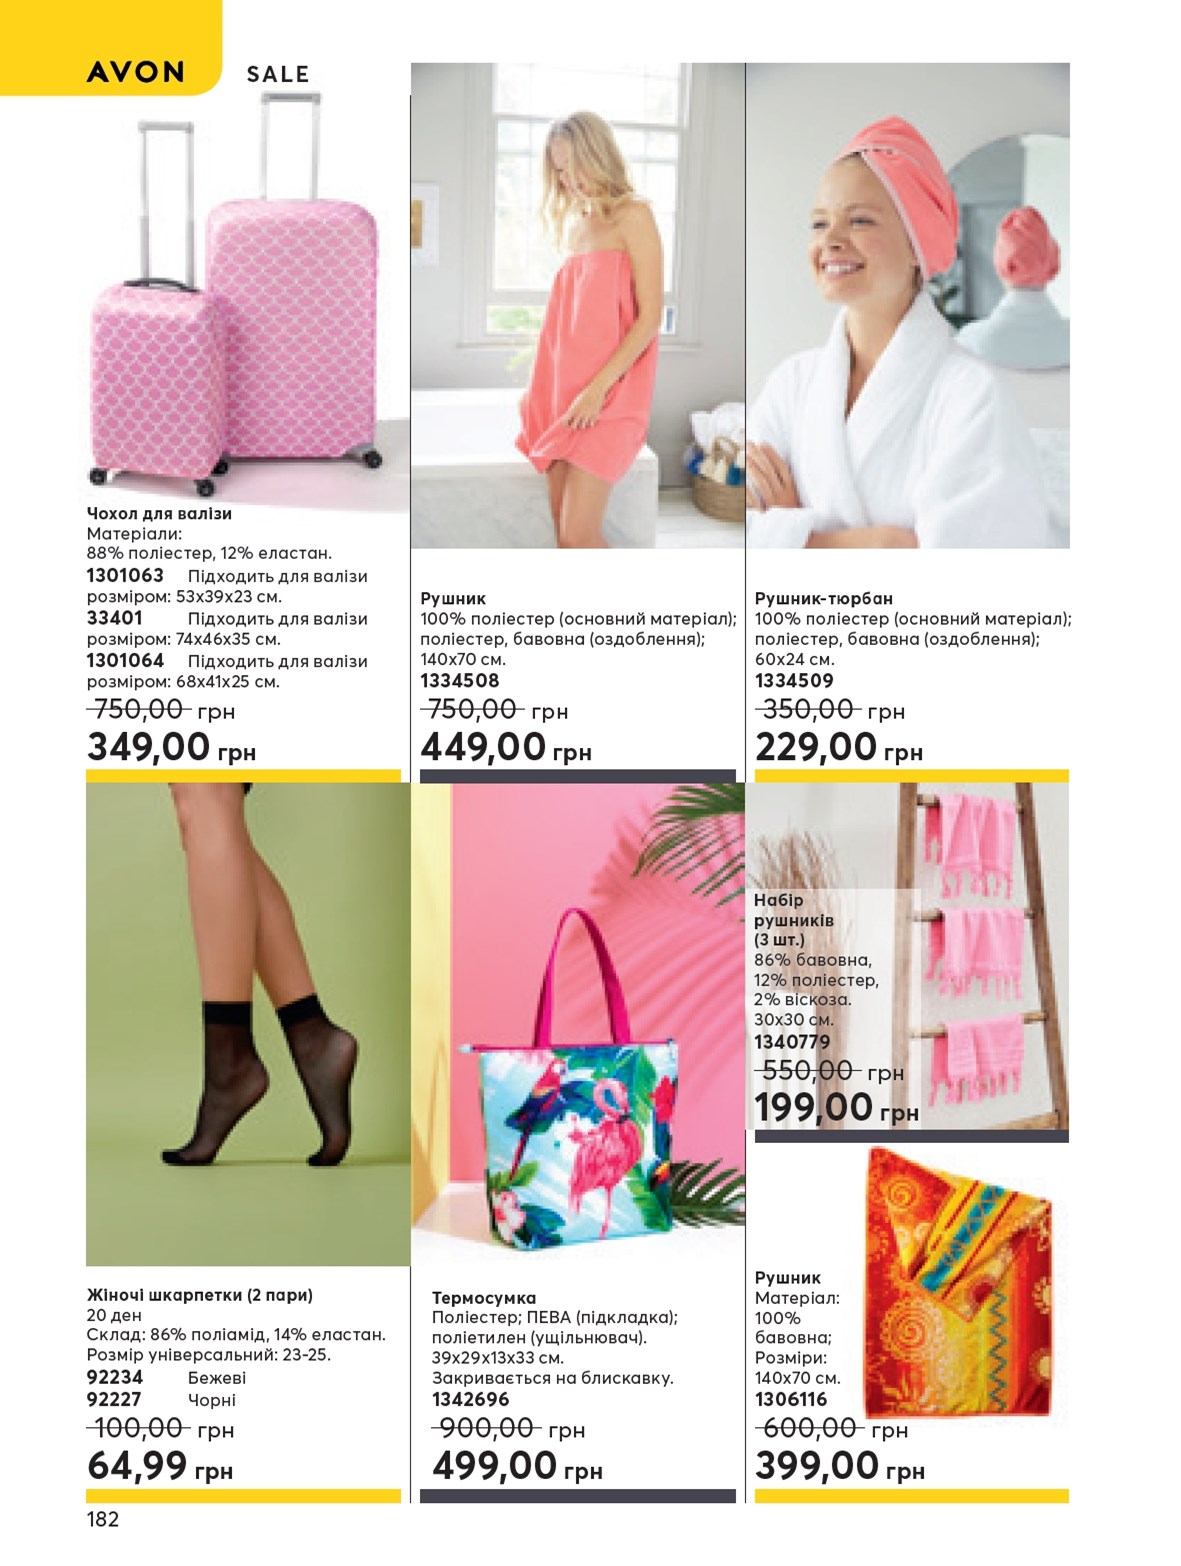 AVON
SALE
Чохол для валізи
Матеріали:
88% поліестер, 12% еластан.
1301063 Підходить для валізи
розміром: 53x39x23 см.
33401 Підходить для валізи
розміром: 74x46x35 см.
1301064 Підходить для валізи
розміром: 68x41x25 см.
750,00 грн
349,00 грн
Рушник
100% поліестер (основний матеріал);
поліестер, бавовна (оздоблення);
140x70 см.
1334508
750,00 грн
449,00 грн
Рушник-тюрбан
100% поліестер (основний матеріал);
поліестер, бавовна (оздоблення);
60x24 см.
1334509
350,00 грн
229,00 грн
Жіночі шкарпетки (2 пари)
20 ден
Склад: 86% поліамід, 14% еластан.
Розмір універсальний: 23-25.
92234 Бежеві
92227 Чорні
100,00 грн
64,99 грн
Термосумка
Поліестер; ПЕВА (підкладка);
поліетилен (ущільнювач).
39x29x13x33 см.
Закривається на блискавку.
1342696
900,00 грн
499,00 грн
Набір
рушників
(3 шт.)
86% бавовна,
12% поліестер,
2% віскоза.
30x30 см.
1340779
550,00 грн
199,00 грн
Рушник
Матеріал:
100%
бавовна;
Розміри:
140x70 см.
1306116
600,00 грн
399,00 грн
182